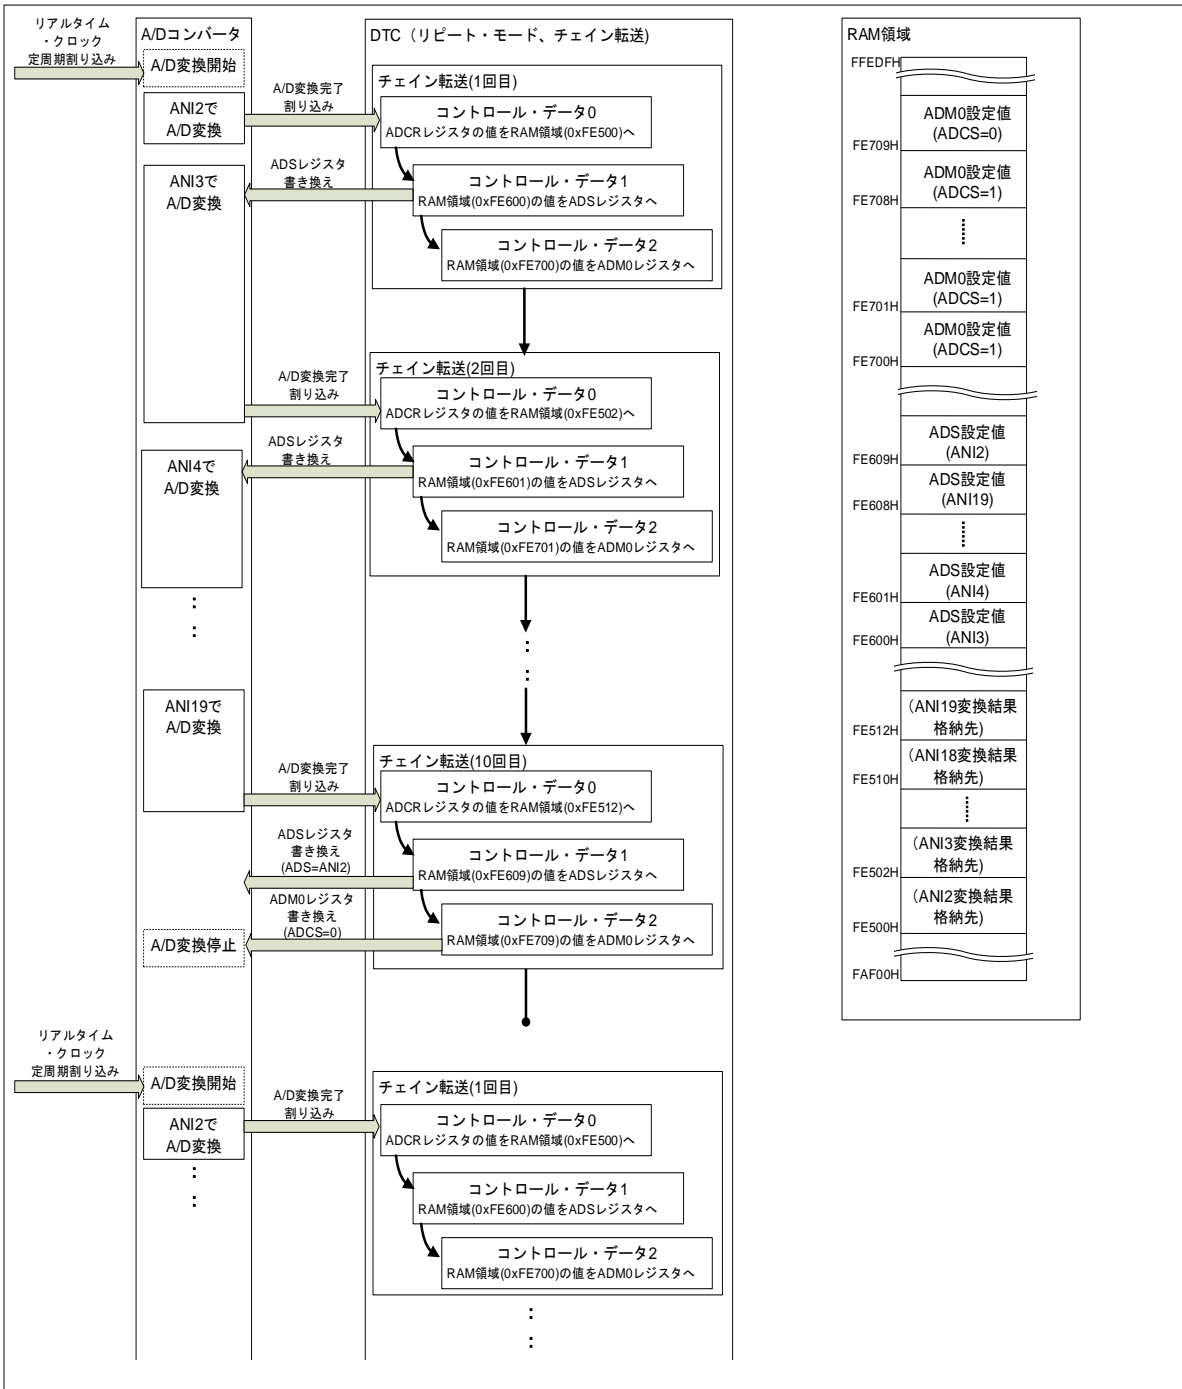 リアルタイム
・クロック
定周期割り込み
A/Dコンバータ
A/D変換開始
ANI2で
A/D変換
A/D変換完了
割り込み
DTC（リピート・モード、チェイン転送)
チェイン転送(1回目)
コントロール・データ0
ADCRレジスタの値をRAM領域(0xFE500)へ
ANI3で
A/D変換
ADSレジスタ
書き換え
コントロール・データ1
RAM領域(0xFE600)の値をADSレジスタへ
コントロール・データ2
RAM領域(0xFE700)の値をADM0レジスタへ
チェイン転送(2回目)
A/D変換完了
割り込み
コントロール・データ0
ADCRレジスタの値をRAM領域(0xFE502)へ
ANI4で
A/D変換
ADSレジスタ
書き換え
コントロール・データ1
RAM領域(0xFE601)の値をADSレジスタへ
コントロール・データ2
RAM領域(0xFE701)の値をADM0レジスタへ
ANI19で
A/D変換
チェイン転送(10回目)
A/D変換完了
割り込み
コントロール・データ0
ADCRレジスタの値をRAM領域(0xFE512)へ
ADSレジスタ
書き換え
(ADS=ANI2)
コントロール・データ1
RAM領域(0xFE609)の値をADSレジスタへ
ADM0レジスタ
書き換え
(ADCS=0)
コントロール・データ2
RAM領域(0xFE709)の値をADM0レジスタへ
A/D変換停止
リアルタイム
・クロック
定周期割り込み
A/D変換開始
ANI2で
A/D変換
A/D変換完了
割り込み
チェイン転送(1回目)
コントロール・データ0
ADCRレジスタの値をRAM領域(0xFE500)へ
コントロール・データ1
RAM領域(0xFE600)の値をADSレジスタへ
コントロール・データ2
RAM領域(0xFE700)の値をADM0レジスタへ
RAM領域
FFEDFH
ADM0設定値
(ADCS=0)
FE709H
ADM0設定値
(ADCS=1)
FE708H
ADM0設定値
(ADCS=1)
FE701H
ADM0設定値
(ADCS=1)
FE700H
ADS設定値
(ANI2)
FE609H
ADS設定値
(ANI19)
FE608H
ADS設定値
(ANI4)
FE601H
ADS設定値
(ANI3)
FE600H
（ANI19変換結果
格納先)
FE512H
（ANI18変換結果
格納先)
FE510H
（ANI3変換結果
格納先)
FE502H
（ANI2変換結果
格納先)
FE500H
FAF00H